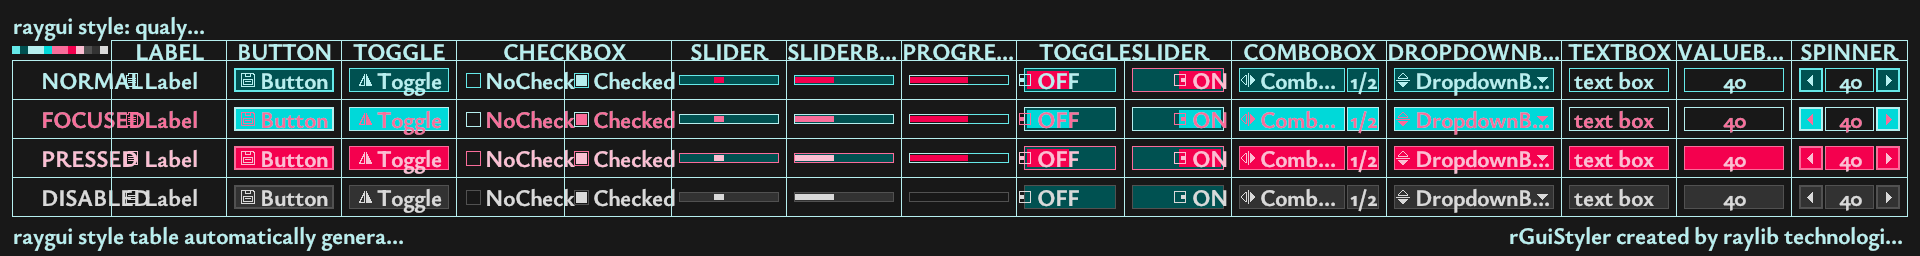 raygui style: qualy...
LABEL BUTTON TOGGLE CHECKBOX SLIDER SLIDERB... PROGRE... TOGGLESLIDER COMBOBOX DROPDOWNB... TEXTBOX VALUEB... SPINNER
NORMAL Label Button Toggle NoCheck Checked OFF ON Comb... 1/2 DropdownB... text box 40 40
FOCUSED Label Button Toggle NoCheck Checked OFF ON Comb... 1/2 DropdownB... text box 40 40
PRESSED Label Button Toggle NoCheck Checked OFF ON Comb... 1/2 DropdownB... text box 40 40
DISABLED Label Button Toggle NoCheck Checked OFF ON Comb... 1/2 DropdownB... text box 40 40
raygui style table automatically genera... rGuiStyler created by raylib technologi...